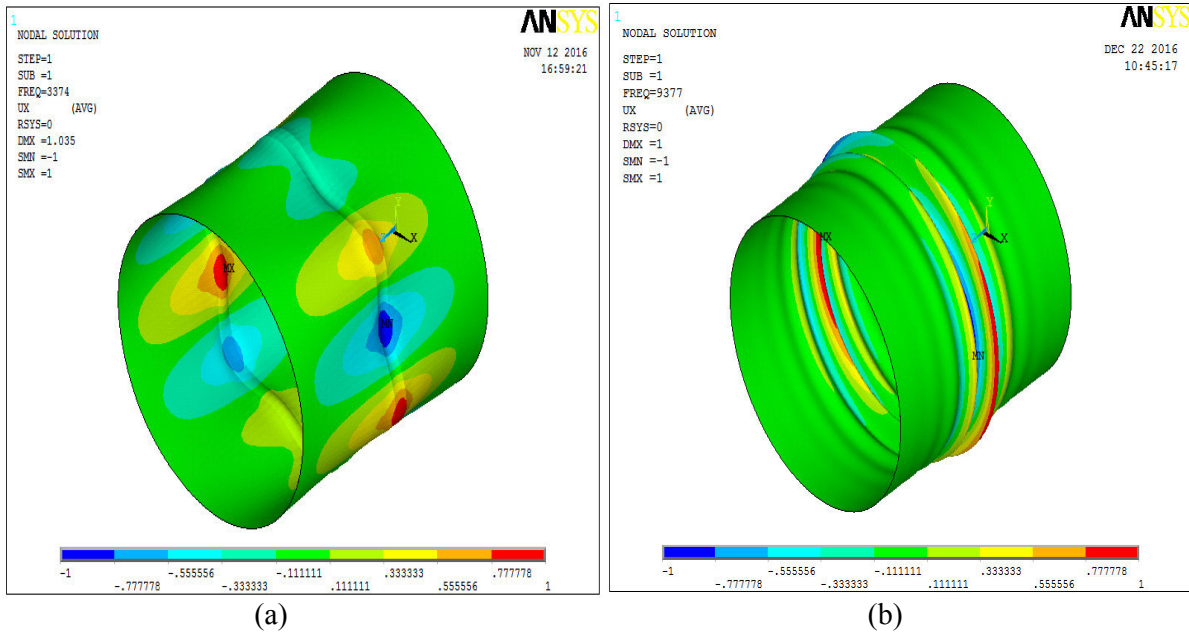 1
ANSYS
NODAL SOLUTION
NOV 12 2016
16:59:21
STEP=1
SUB =1
FREQ=3374
UX (AVG)
RSYS=0
DMX =1.035
SMN =-1
SMX =1
MX
Y
Z
X
MN
-1
-.777778
-.555556
-.333333
-.111111
.111111
.333333
.555556
.777778
1
(a)
1
ANSYS
NODAL SOLUTION
DEC 22 2016
10:45:17
STEP=1
SUB =1
FREQ=9377
UX (AVG)
RSYS=0
DMX =1
SMN =-1
SMX =1
MX
Y
Z
X
MN
-1
-.777778
-.555556
-.333333
-.111111
.111111
.333333
.555556
.777778
1
(b)